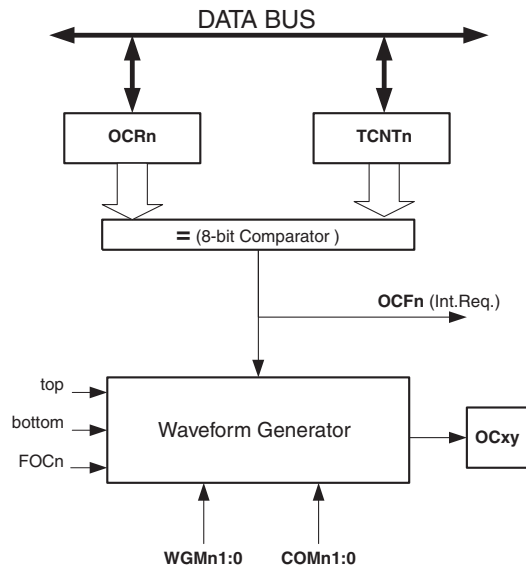 DATA BUS
OCRn
TCNTn
= (8-bit Comparator )
OCFn (Int.Req.)
top
bottom
FOCn
Waveform Generator
OCxy
WGMn1:0
COMn1:0